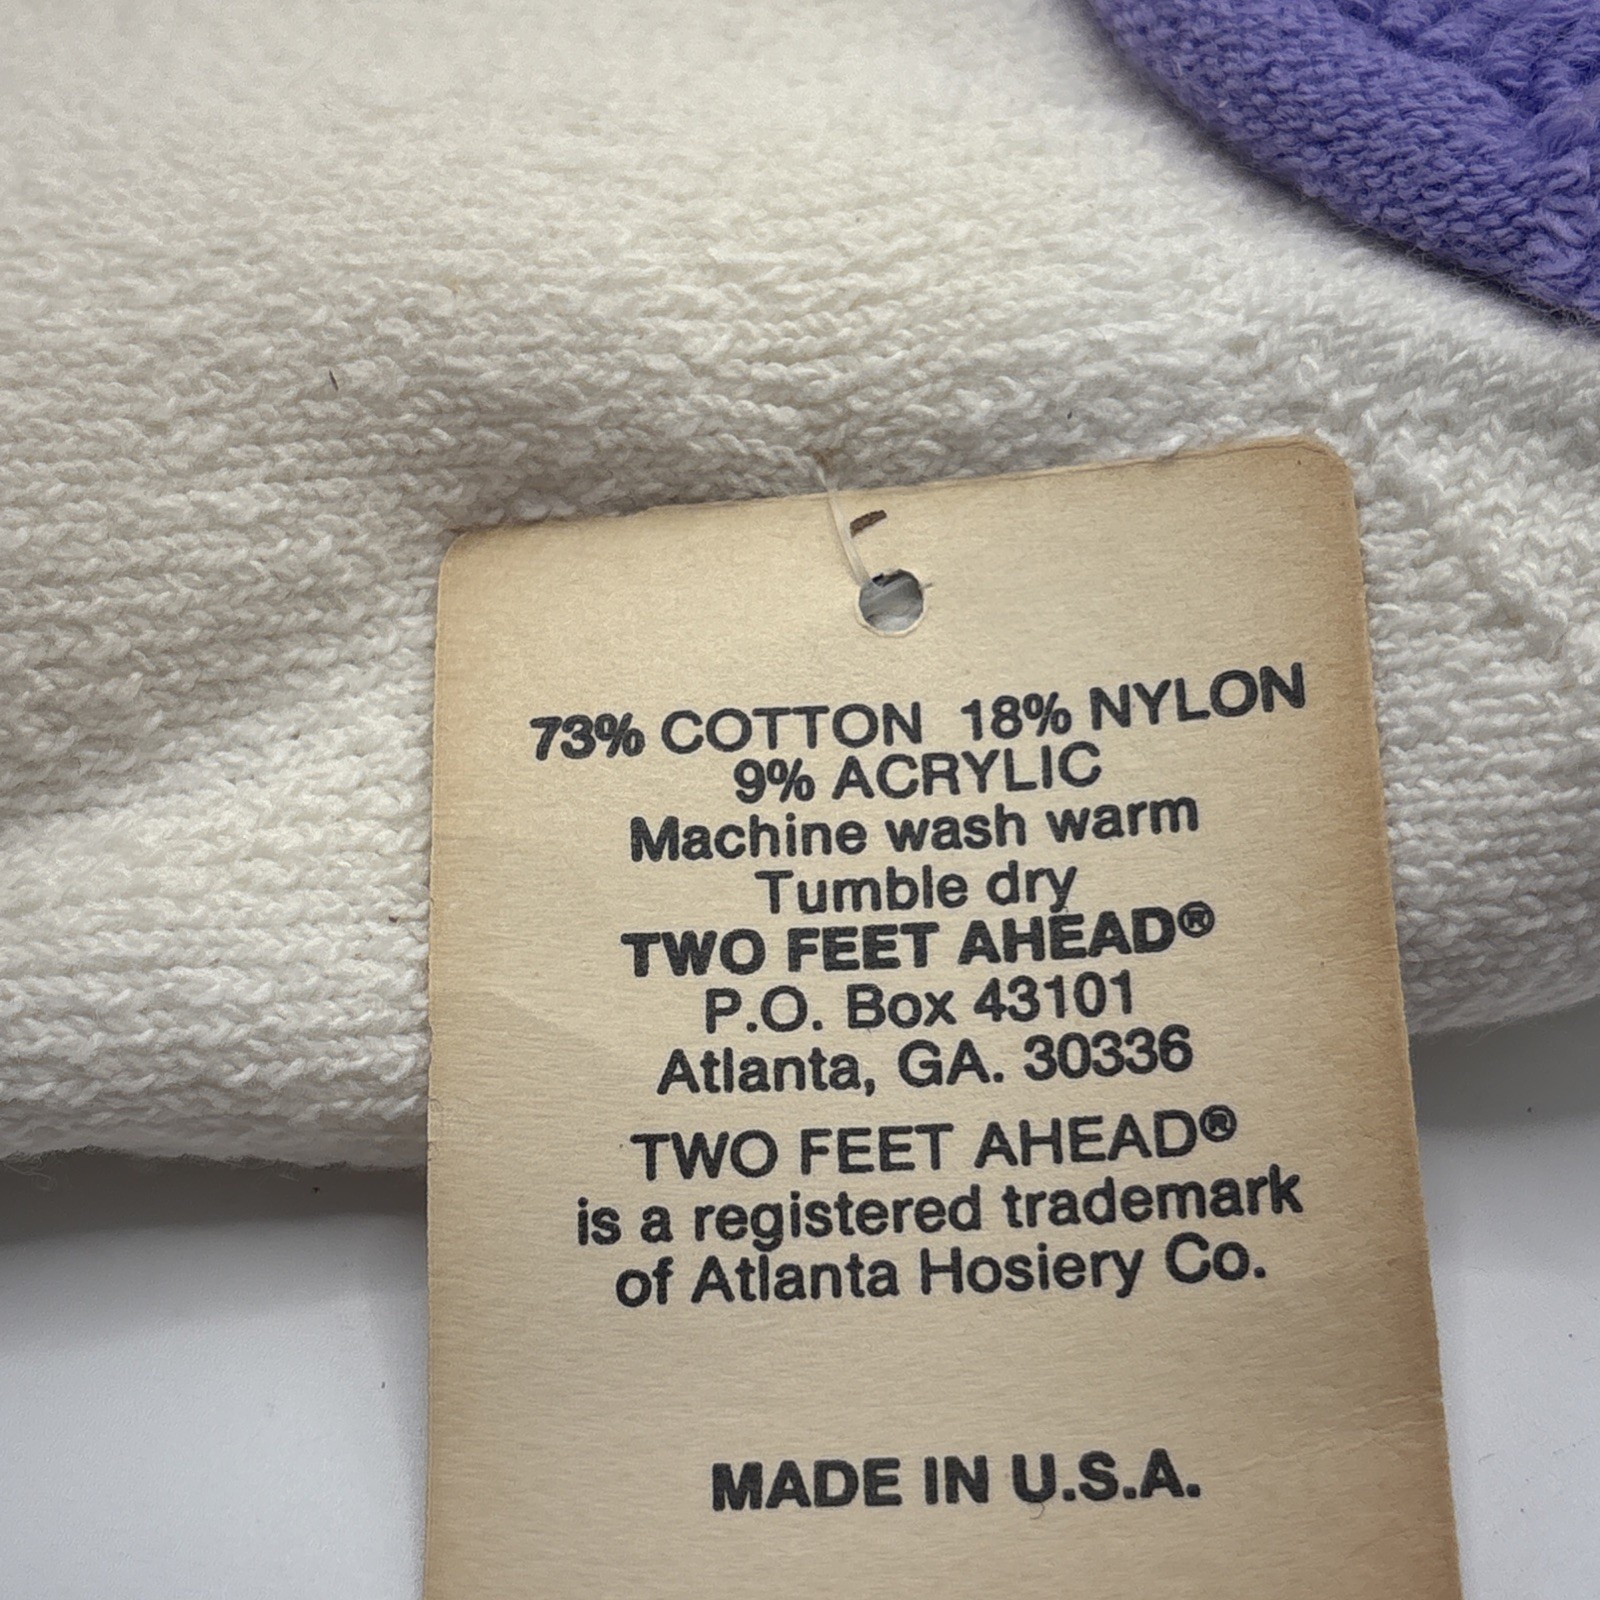 73% COTTON 18% NYLON
9% ACRYLIC
Machine wash warm
Tumble dry
TWO FEET AHEAD®
P.O. Box 43101
Atlanta, GA. 30336
TWO FEET AHEAD®
is a registered trademark
of Atlanta Hosiery Co.
MADE IN U.S.A.